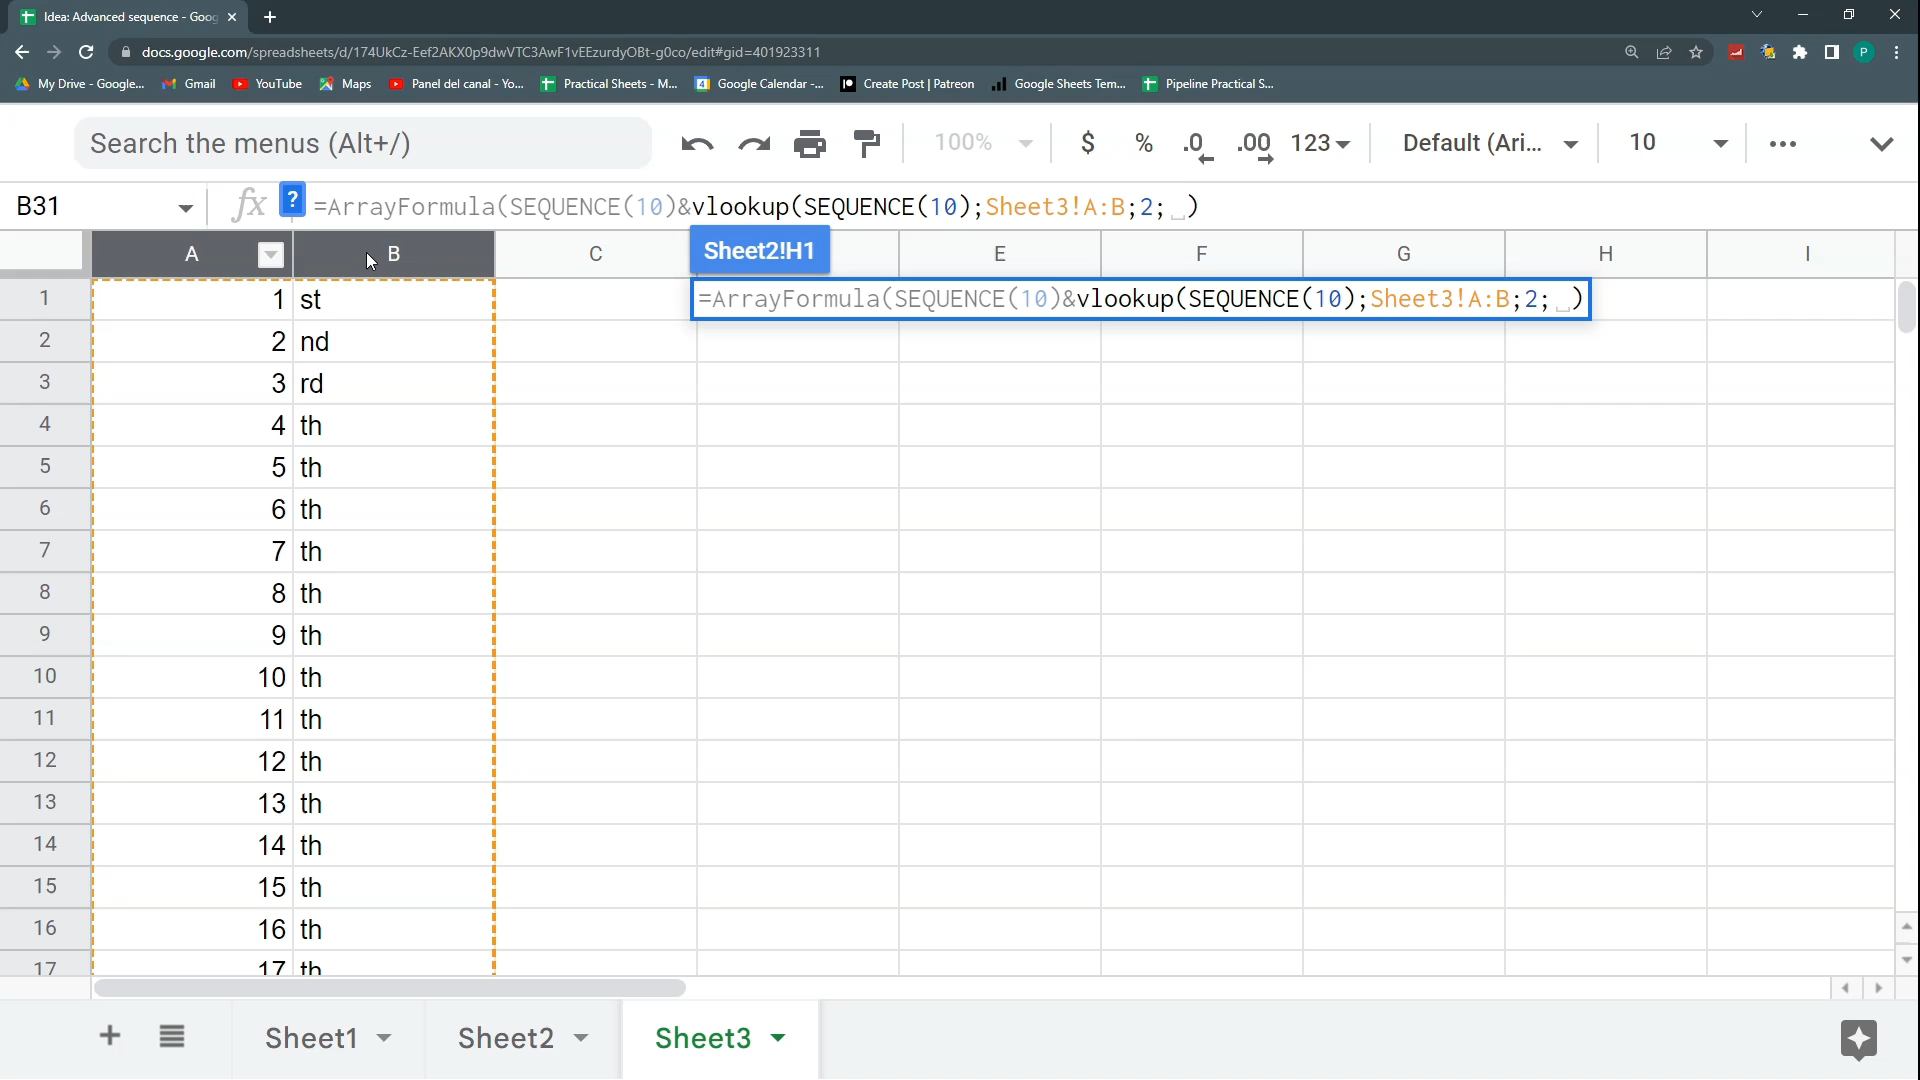 Idea: Advanced sequence - Goog
docs.google.com/spreadsheets/d/174UkCz-Eef2AKX0p9dwVTC3AwF1vEEzurdyOBt-g0co/edit#gid=401923311
P
My Drive - Google... Gmail YouTube Maps Panel del canal - Yo... Practical Sheets - M... Google Calendar -... Create Post | Patreon Google Sheets Tem... Pipeline Practical S...
Search the menus (Alt+/) 100% $ % .0 .00 123 Default (Ari... 10
B31 fx ? =ArrayFormula(SEQUENCE(10)&vlookup(SEQUENCE(10);Sheet3!A:B;2; )
A B C Sheet2!H1 E F G H I
1 1 st =ArrayFormula(SEQUENCE(10)&vlookup(SEQUENCE(10);Sheet3!A:B;2; )
2 2 nd
3 3 rd
4 4 th
5 5 th
6 6 th
7 7 th
8 8 th
9 9 th
10 10 th
11 11 th
12 12 th
13 13 th
14 14 th
15 15 th
16 16 th
17 17 th
Sheet1 Sheet2 Sheet3